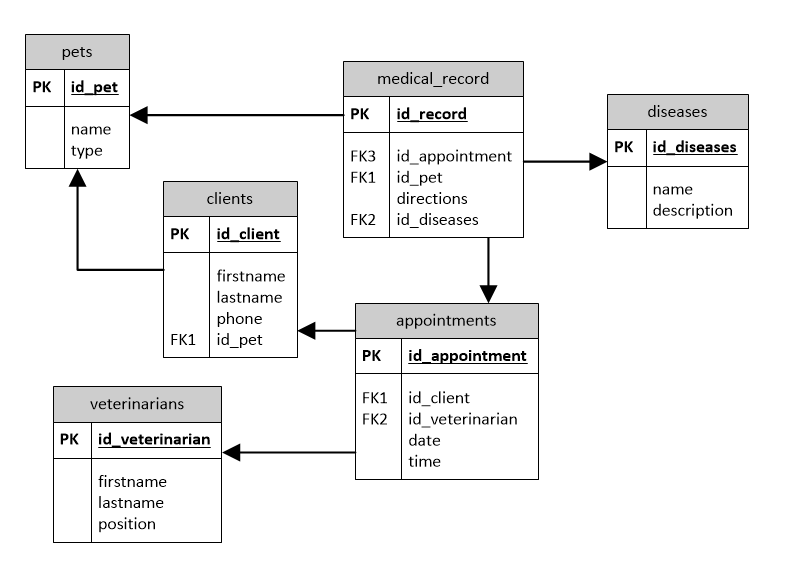 pets
PK id_pet
name
type
medical_record
PK id_record
FK3 id_appointment
FK1 id_pet
directions
FK2 id_diseases
diseases
PK id_diseases
name
description
clients
PK id_client
firstname
lastname
phone
FK1 id_pet
appointments
PK id_appointment
FK1 id_client
FK2 id_veterinarian
date
time
veterinarians
PK id_veterinarian
firstname
lastname
position